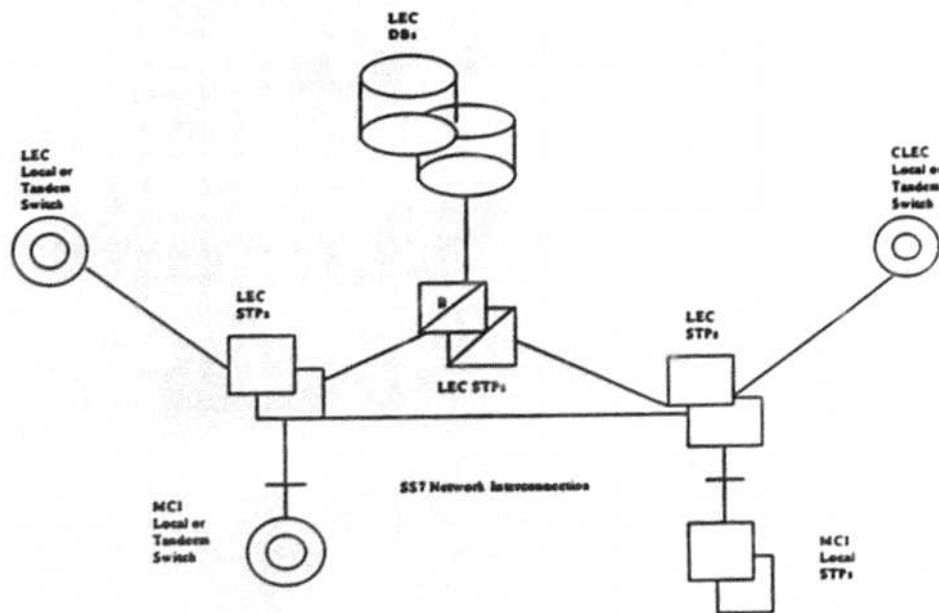 LEC
DBs
LEC
Local or
Tandem
Switch
CLEC
Local or
Tandem
Switch
LEC
STPs
B
LEC
STPs
LEC STPs
SS7 Network Interconnection
MCI
Local or
Tanderm
Switch
MCI
Local
STPs